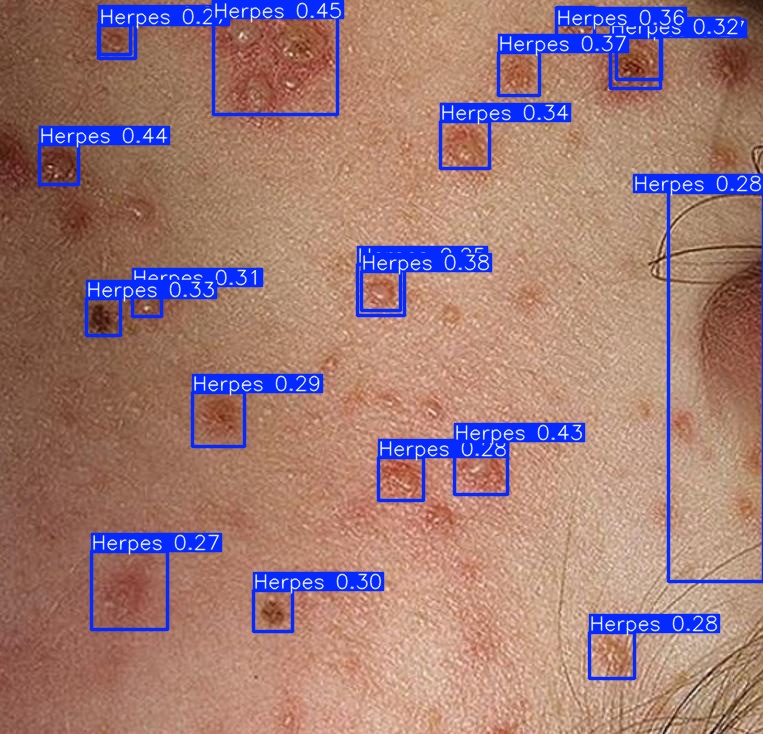 Herpes 0.27
Herpes 0.45
Herpes 0.36
Herpes 0.32
Herpes 0.37
Herpes 0.34
Herpes 0.44
Herpes 0.28
Herpes 0.38
Herpes 0.31
Herpes 0.33
Herpes 0.29
Herpes 0.43
Herpes 0.28
Herpes 0.27
Herpes 0.30
Herpes 0.28